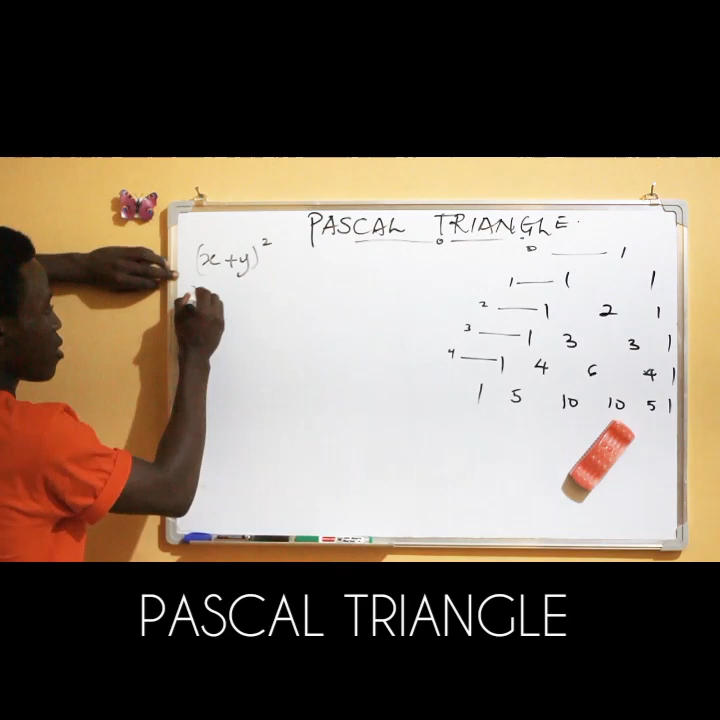 PASCAL TRIANGLE.
(x+y)²
0 — 1
1 — 1 1
2 — 1 2 1
3 — 1 3 3 1
4 — 1 4 6 4 1
1 5 10 10 5 1
PASCAL TRIANGLE